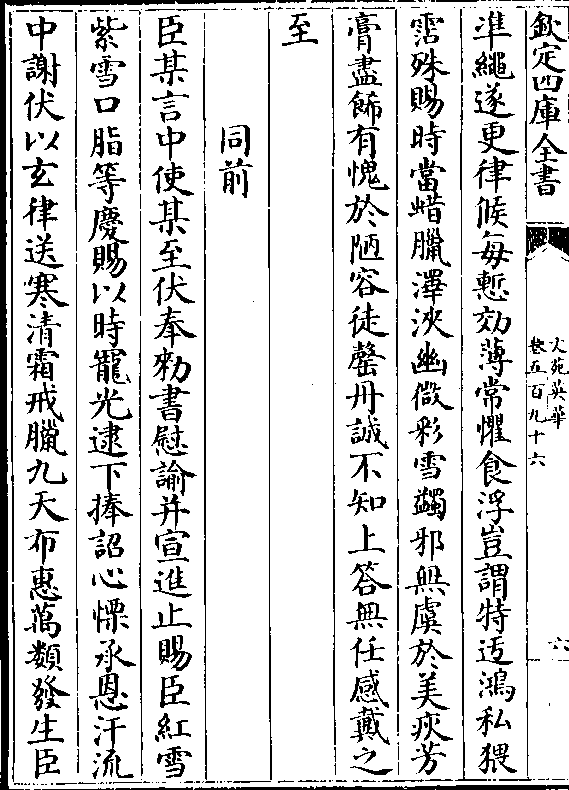 欽定四庫全書
文苑英華
卷五百九十六
六
準繩遂更律候每慙効薄常懼食浮豈謂特迂鴻私猥
霑殊賜時當蜡臘澤浹幽微彩雪蠲邪無虞於美疢芳
膏盡飾有愧於陋容徒罄丹誠不知上答無任感戴之
至
同前
臣某言中使某至伏奉勑書慰諭并宣進止賜臣紅雪
紫雪口脂等慶賜以時寵光逮下捧詔心慄承恩汗流
中謝伏以玄律送寒清霜戒臘九天布惠萬類發生臣